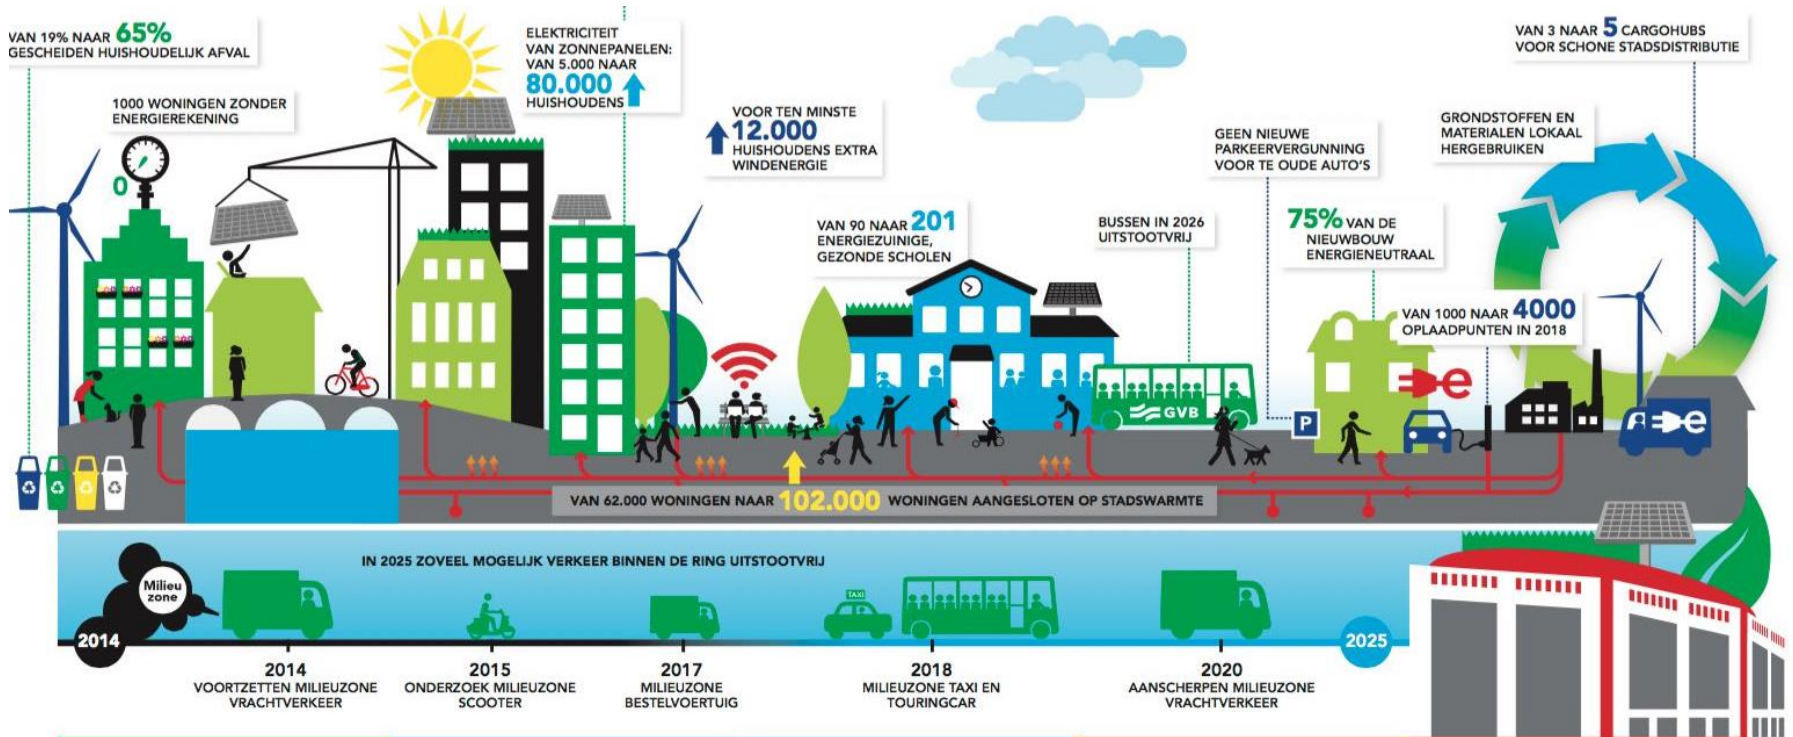 VAN 19% NAAR 65%
GESCHEIDEN HUISHOUDELIJK AFVAL
1000 WONINGEN ZONDER
ENERGIEREKENING
0
ELEKTRICITEIT
VAN ZONNEPANELEN:
VAN 5.000 NAAR
80.000
HUISHOUDENS
VOOR TEN MINSTE
12.000
HUISHOUDENS EXTRA
WINDENERGIE
VAN 90 NAAR 201
ENERGIEZUINIGE,
GEZONDE SCHOLEN
BUSSEN IN 2026
UITSTOOTVRIJ
GEEN NIEUWE
PARKEERVERGUNNING
VOOR TE OUDE AUTO'S
75% VAN DE
NIEUWBOUW
ENERGIENEUTRAAL
VAN 3 NAAR 5 CARGOHUBS
VOOR SCHONE STADSDISTRIBUTIE
GRONDSTOFFEN EN
MATERIALEN LOKAAL
HERGEBRUIKEN
VAN 1000 NAAR 4000
OPLAADPUNTEN IN 2018
e
GVB
P
e
VAN 62.000 WONINGEN NAAR 102.000 WONINGEN AANGESLOTEN OP STADSWARMTE
IN 2025 ZOVEEL MOGELIJK VERKEER BINNEN DE RING UITSTOOTVRIJ
Milieu
zone
TAXI
2014
2025
2014
VOORTZETTEN MILIEUZONE
VRACHTVERKEER
2015
ONDERZOEK MILIEUZONE
SCOOTER
2017
MILIEUZONE
BESTELVOERTUIG
2018
MILIEUZONE TAXI EN
TOURINGCAR
2020
AANSCHERPEN MILIEUZONE
VRACHTVERKEER